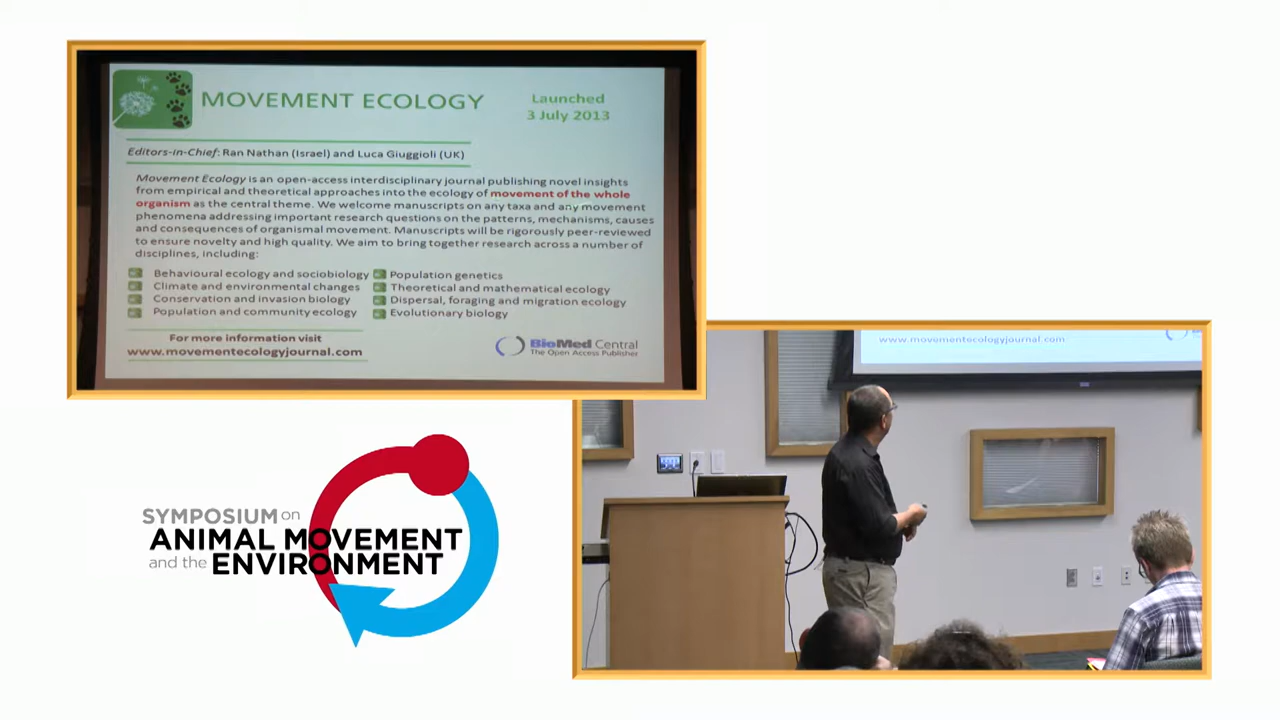 MOVEMENT ECOLOGY
Launched
3 July 2013
Editors-in-Chief: Ran Nathan (Israel) and Luca Giuggioli (UK)
Movement Ecology is an open-access interdisciplinary journal publishing novel insights
from empirical and theoretical approaches into the ecology of movement of the whole
organism as the central theme. We welcome manuscripts on any taxa and any movement
phenomena addressing important research questions on the patterns, mechanisms, causes
and consequences of organismal movement. Manuscripts will be rigorously peer-reviewed
to ensure novelty and high quality. We aim to bring together research across a number of
disciplines, including:
Behavioural ecology and sociobiology
Climate and environmental changes
Conservation and invasion biology
Population and community ecology
Population genetics
Theoretical and mathematical ecology
Dispersal, foraging and migration ecology
Evolutionary biology
For more information visit
www.movementecologyjournal.com
BioMed Central
The Open Access Publisher
www.movementecologyjournal.com
SYMPOSIUM on
ANIMAL MOVEMENT
and the ENVIRONMENT